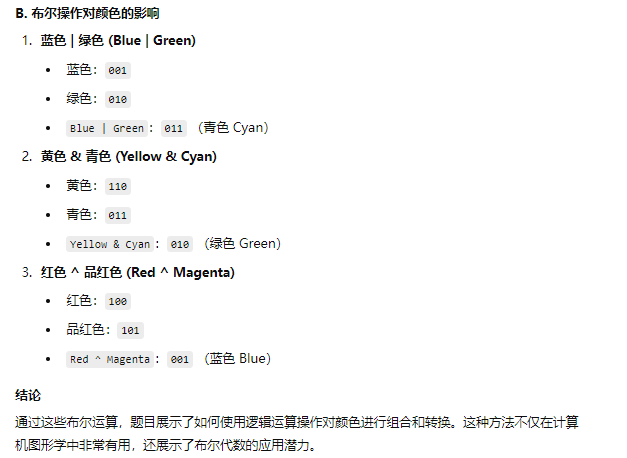 B. 布尔操作对颜色的影响
1. 蓝色 | 绿色 (Blue | Green)
• 蓝色： 001
• 绿色： 010
• Blue | Green： 011 （青色 Cyan）
2. 黄色 & 青色 (Yellow & Cyan)
• 黄色： 110
• 青色： 011
• Yellow & Cyan： 010 （绿色 Green）
3. 红色 ^ 品红色 (Red ^ Magenta)
• 红色： 100
• 品红色： 101
• Red ^ Magenta： 001 （蓝色 Blue）
结论
通过这些布尔运算，题目展示了如何使用逻辑运算操作对颜色进行组合和转换。这种方法不仅在计算
机图形学中非常有用，还展示了布尔代数的应用潜力。